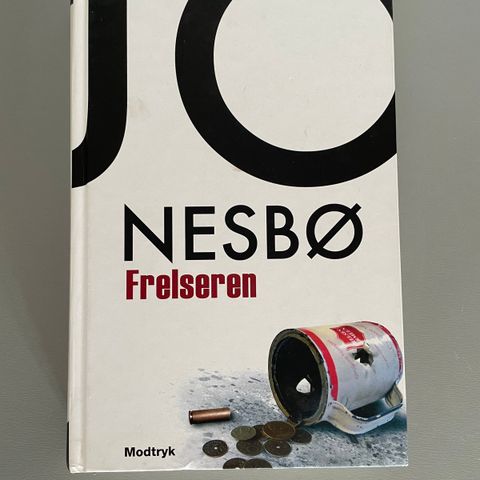 JO
NESBØ
Frelseren
Modtryk